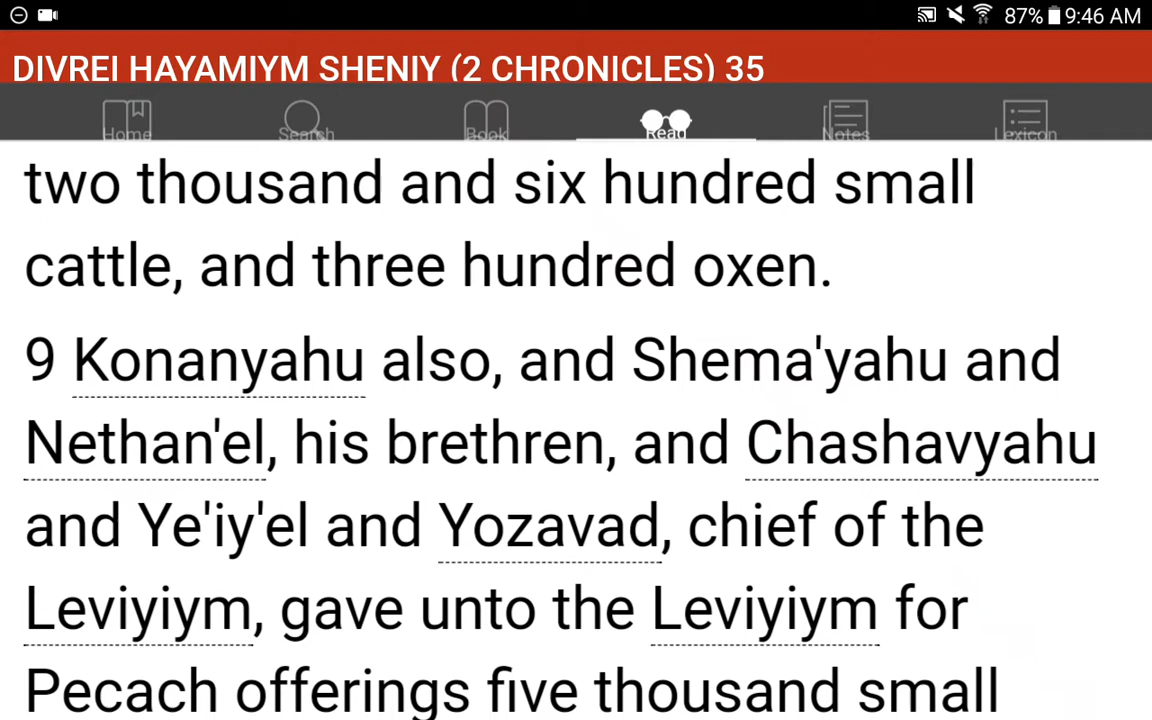 87% 9:46 AM
DIVREI HAYAMIYM SHENIY (2 CHRONICLES) 35
Home Search Book Read Notes Lexicon
two thousand and six hundred small
cattle, and three hundred oxen.
9 Konanyahu also, and Shema'yahu and
Nethan'el, his brethren, and Chashavyahu
and Ye'iy'el and Yozavad, chief of the
Leviyiym, gave unto the Leviyiym for
Pecach offerings five thousand small